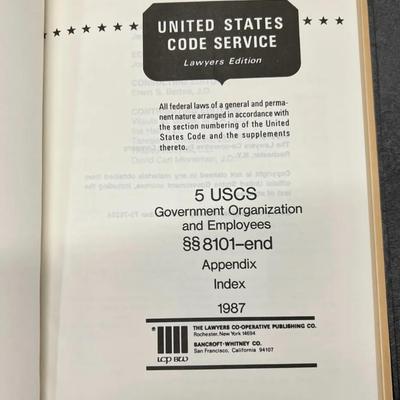 UNITED STATES
CODE SERVICE
Lawyers Edition
All federal laws of a general and perma-
nent nature arranged in accordance with
the section numbering of the United
States Code and the supplements
thereto.
5 USCS
Government Organization
and Employees
§§ 8101–end
Appendix
Index
1987
THE LAWYERS CO-OPERATIVE PUBLISHING CO.
Rochester, New York 14694
BANCROFT-WHITNEY CO.
San Francisco, California 94107
LCP BW